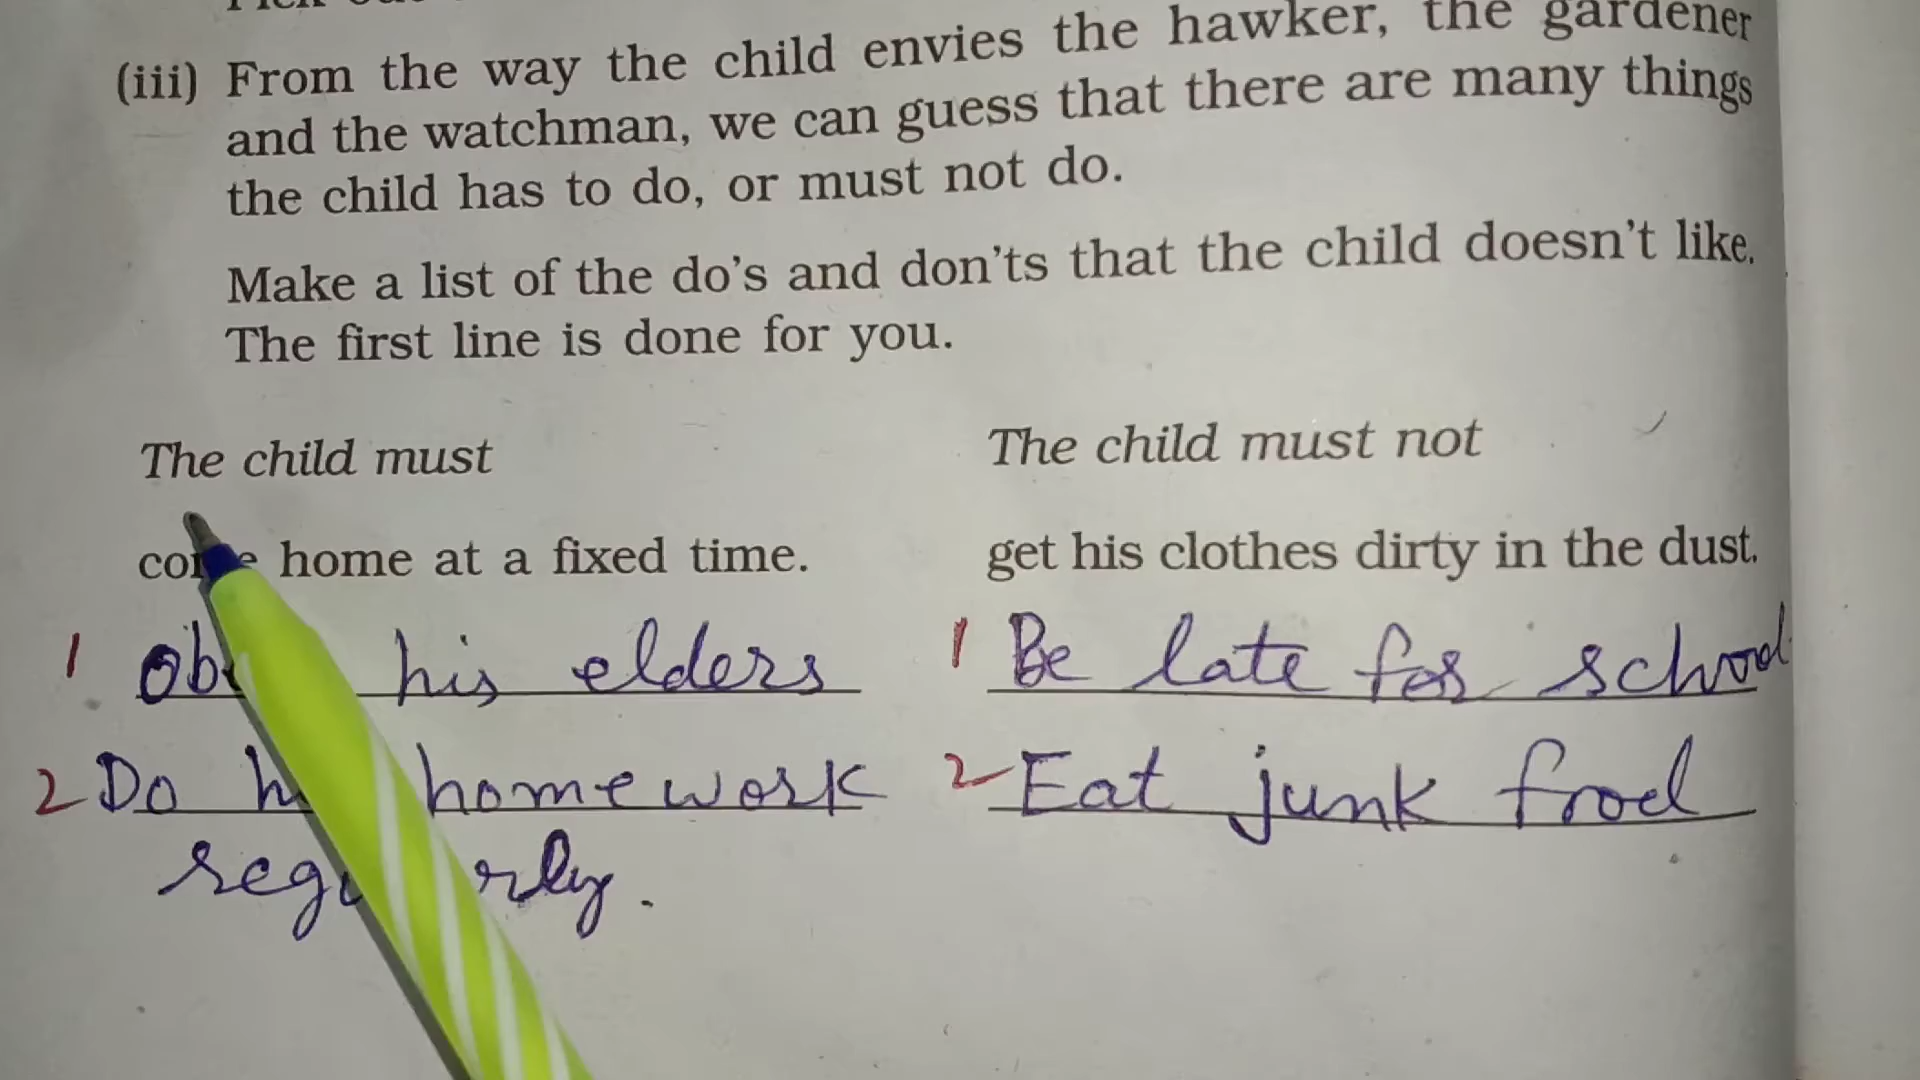 (iii) From the way the child envies the hawker, the gardener
and the watchman, we can guess that there are many things
the child has to do, or must not do.
Make a list of the do's and don'ts that the child doesn't like.
The first line is done for you.
The child must
The child must not
home at a fixed time.
get his clothes dirty in the dust.
1 his elders
1 Be late for school
2 Do homework
2 Eat junk food